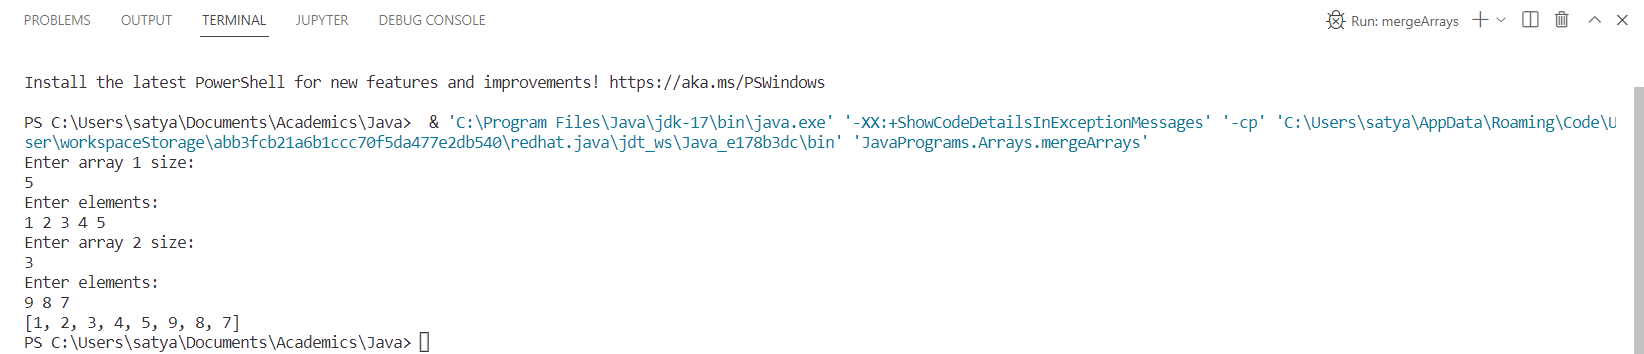 PROBLEMS OUTPUT TERMINAL JUPYTER DEBUG CONSOLE Run: mergeArrays
Install the latest PowerShell for new features and improvements! https://aka.ms/PSWindows
PS C:\Users\satya\Documents\Academics\Java>  & 'C:\Program Files\Java\jdk-17\bin\java.exe' '-XX:+ShowCodeDetailsInExceptionMessages' '-cp' 'C:\Users\satya\AppData\Roaming\Code\U
ser\workspaceStorage\abb3fcb21a6b1ccc70f5da477e2db540\redhat.java\jdt_ws\Java_e178b3dc\bin' 'JavaPrograms.Arrays.mergeArrays'
Enter array 1 size:
5
Enter elements:
1 2 3 4 5
Enter array 2 size:
3
Enter elements:
9 8 7
[1, 2, 3, 4, 5, 9, 8, 7]
PS C:\Users\satya\Documents\Academics\Java>